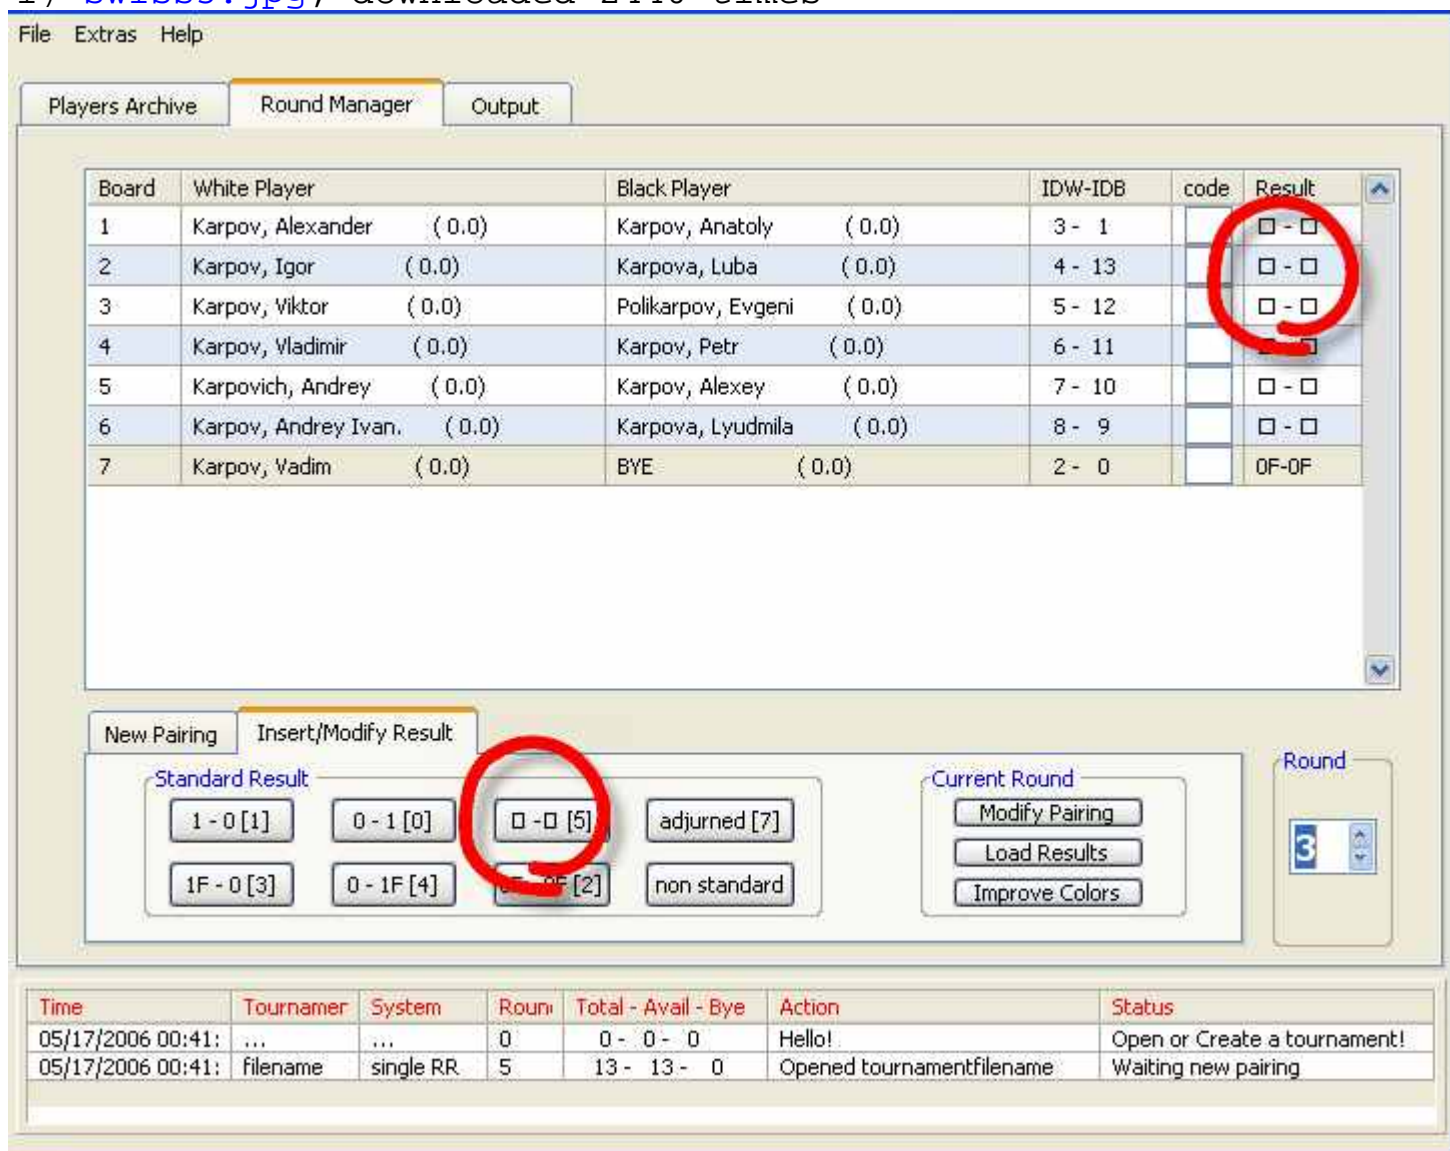 1) swibb3.jpg, downloaded 2440 times
File Extras Help
Players Archive Round Manager Output
Board White Player Black Player IDW-IDB code Result
1 Karpov, Alexander ( 0.0) Karpov, Anatoly ( 0.0) 3 - 1 □ - □
2 Karpov, Igor ( 0.0) Karpova, Luba ( 0.0) 4 - 13 □ - □
3 Karpov, Viktor ( 0.0) Polikarpov, Evgeni ( 0.0) 5 - 12 □ - □
4 Karpov, Vladimir ( 0.0) Karpov, Petr ( 0.0) 6 - 11 □ - □
5 Karpovich, Andrey ( 0.0) Karpov, Alexey ( 0.0) 7 - 10 □ - □
6 Karpov, Andrey Ivan. ( 0.0) Karpova, Lyudmila ( 0.0) 8 - 9 □ - □
7 Karpov, Vadim ( 0.0) BYE ( 0.0) 2 - 0 0F-0F
New Pairing Insert/Modify Result
Standard Result Current Round Round
1 - 0 [1] 0 - 1 [0] □ -□ [5] adjurned [7] Modify Pairing
Load Results 3
1F - 0 [3] 0 - 1F [4] 0F - 0F [2] non standard Improve Colors
Time Tournamer System Roun Total - Avail - Bye Action Status
05/17/2006 00:41: ... ... 0 0 - 0 - 0 Hello! Open or Create a tournament!
05/17/2006 00:41: filename single RR 5 13 - 13 - 0 Opened tournamentfilename Waiting new pairing